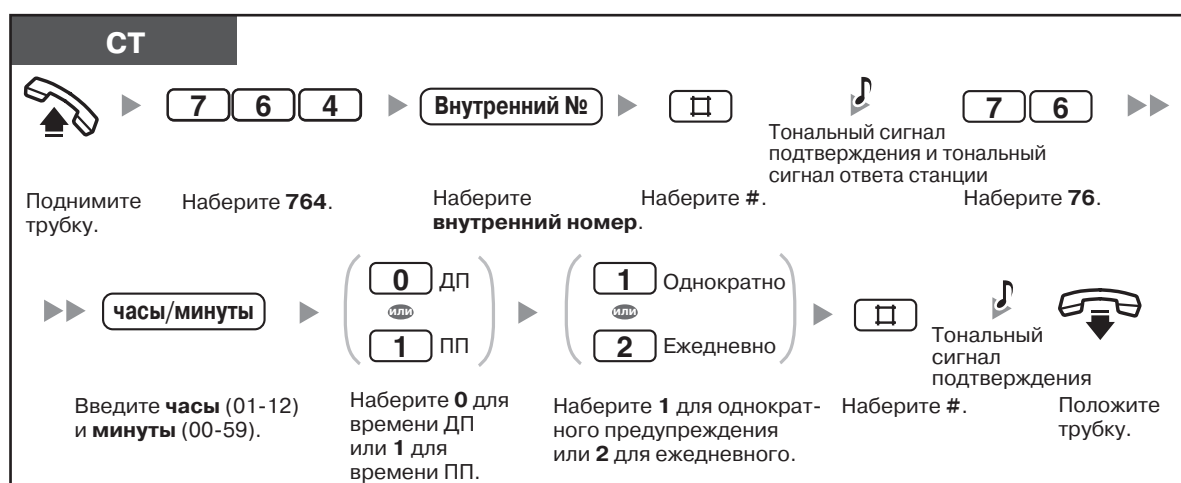 СТ
7 6 4
Внутренний №
Тональный сигнал
подтверждения и тональный
сигнал ответа станции
7 6
Поднимите
трубку.
Наберите 764.
Наберите
внутренний номер.
Наберите #.
Наберите 76.
часы/минуты
0 ДП
или
1 ПП
1 Однократно
или
2 Ежедневно
Тональный
сигнал
подтверждения
Введите часы (01-12)
и минуты (00-59).
Наберите 0 для
времени ДП
или 1 для
времени ПП.
Наберите 1 для однократ-
ного предупреждения
или 2 для ежедневного.
Наберите #.
Положите
трубку.